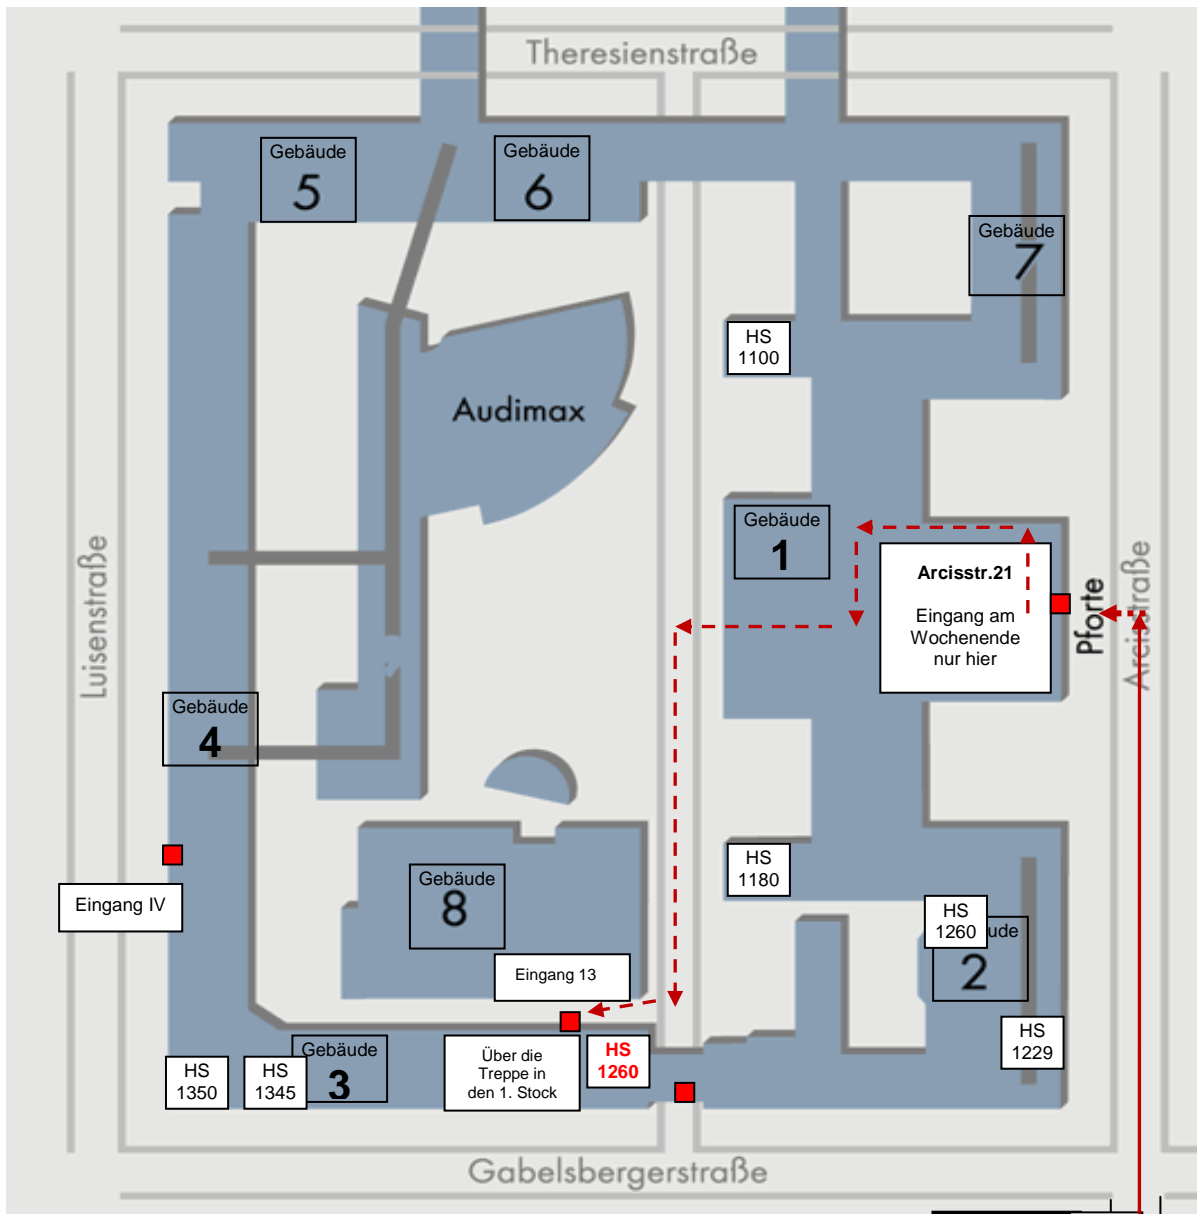 Theresienstraße
Gebäude
5
Gebäude
6
Gebäude
7
HS
1100
Audimax
Gebäude
1
Arcisstr.21
Eingang am
Wochenende
nur hier
Pforte
Arcisstraße
Luisenstraße
Gebäude
4
Eingang IV
Gebäude
8
HS
1180
HS
1260
ude
2
Eingang 13
Über die
Treppe in
den 1. Stock
HS
1260
HS
1229
HS
1350
HS
1345
Gebäude
3
Gabelsbergerstraße